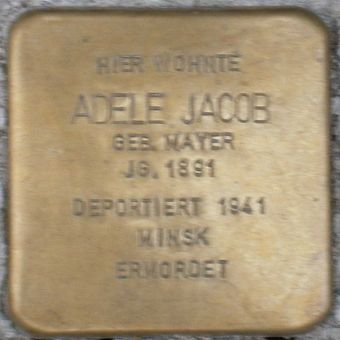 HIER WOHNTE
ADELE JACOB
GEB. MAYER
JG. 1891
DEPORTIERT 1941
MINSK
ERMORDET